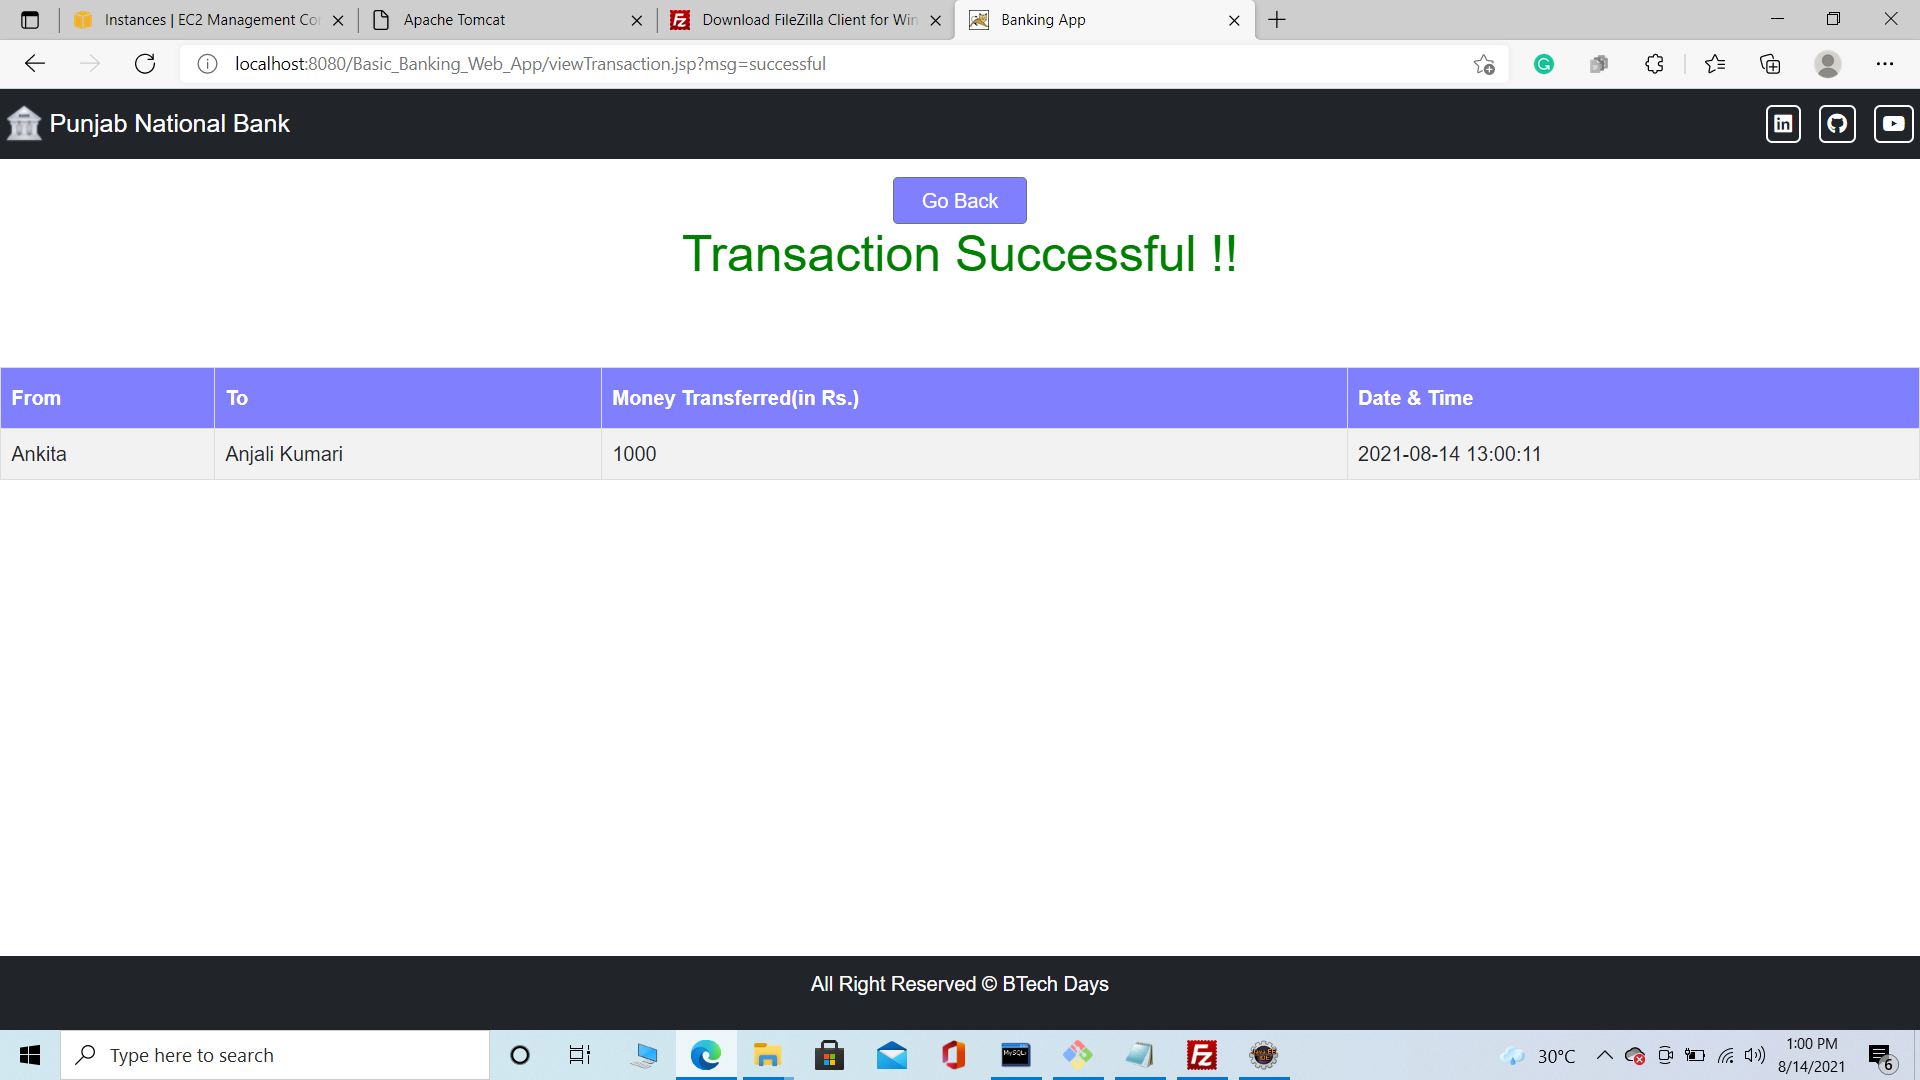 Instances | EC2 Management Co
Apache Tomcat
Download FileZilla Client for Win
Banking App
localhost:8080/Basic_Banking_Web_App/viewTransaction.jsp?msg=successful
Punjab National Bank
Go Back
Transaction Successful !!
From To Money Transferred(in Rs.) Date & Time
Ankita Anjali Kumari 1000 2021-08-14 13:00:11
All Right Reserved © BTech Days
Type here to search
MySQL
30°C
1:00 PM
8/14/2021
6